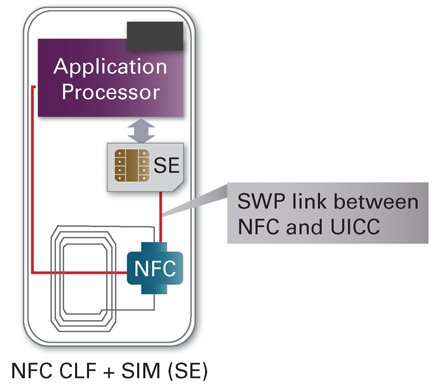 Application
Processor
SE
SWP link between
NFC and UICC
NFC
NFC CLF + SIM (SE)